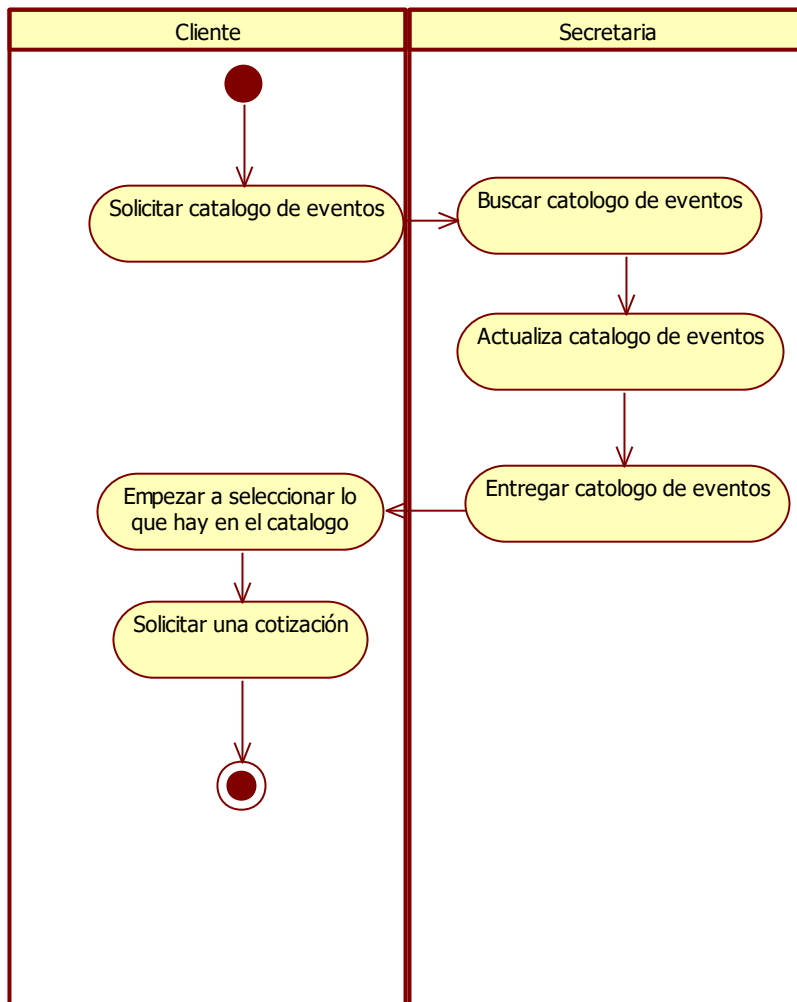 Cliente
Secretaria
Solicitar catalogo de eventos
Buscar catologo de eventos
Actualiza catalogo de eventos
Entregar catologo de eventos
Empezar a seleccionar lo
que hay en el catalogo
Solicitar una cotización